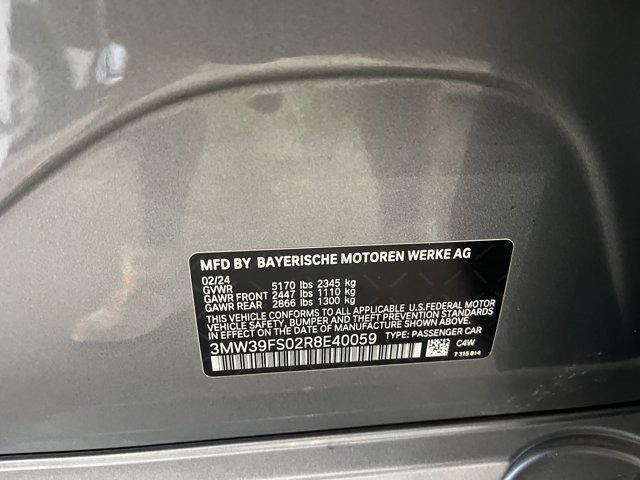 MFD BY BAYERISCHE MOTOREN WERKE AG
02/24
GVWR 5170 lbs 2345 kg
GAWR FRONT 2447 lbs 1110 kg
GAWR REAR 2866 lbs 1300 kg
THIS VEHICLE CONFORMS TO ALL APPLICABLE U.S.FEDERAL MOTOR
VEHICLE SAFETY, BUMPER, AND THEFT PREVENTION STANDARDS
IN EFFECT ON THE DATE OF MANUFACTURE SHOWN ABOVE.
3MW39FS02R8E40059 TYPE: PASSENGER CAR
C4W
7 315 814